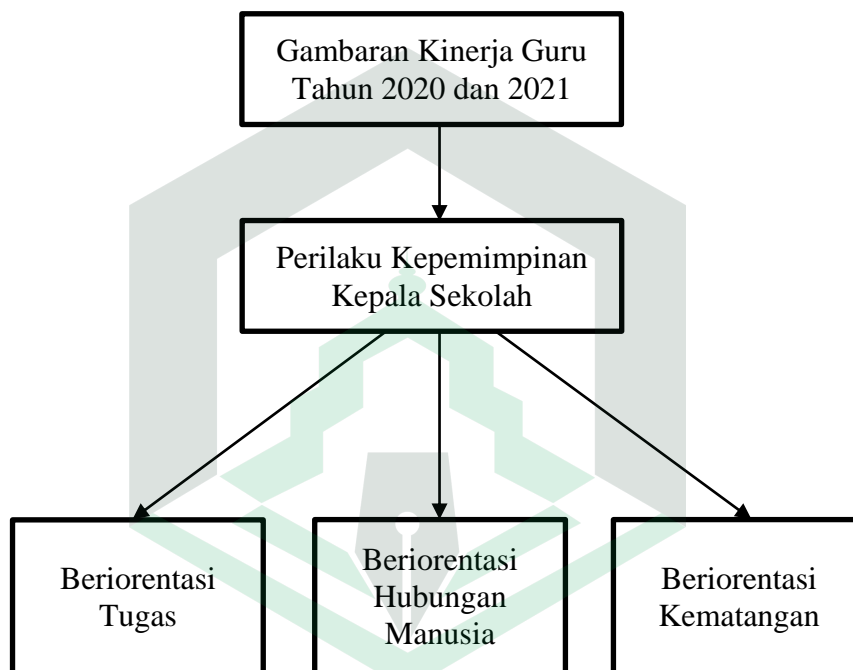 Gambaran Kinerja Guru
Tahun 2020 dan 2021
Perilaku Kepemimpinan
Kepala Sekolah
Beriorentasi
Tugas
Beriorentasi
Hubungan
Manusia
Beriorentasi
Kematangan